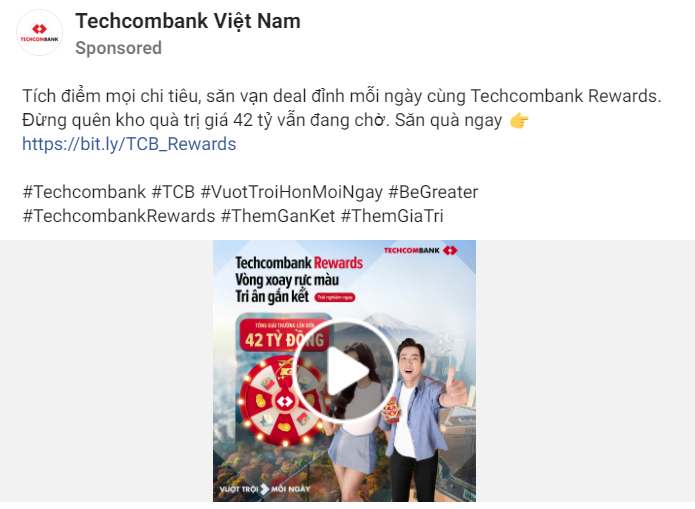 TECHCOMBANK
Techcombank Việt Nam
Sponsored
Tích điểm mọi chi tiêu, săn vạn deal đỉnh mỗi ngày cùng Techcombank Rewards.
Đừng quên kho quà trị giá 42 tỷ vẫn đang chờ. Săn quà ngay 👉
https://bit.ly/TCB_Rewards
#Techcombank #TCB #VuotTroiHonMoiNgay #BeGreater
#TechcombankRewards #ThemGanKet #ThemGiaTri
TECHCOMBANK
Techcombank Rewards
Vòng xoay rực màu
Tri ân gắn kết Trải nghiệm ngay
TỔNG GIẢI THƯỞNG LÊN ĐẾN
42 TỶ ĐỒNG
VƯỢT TRỘI MỖI NGÀY